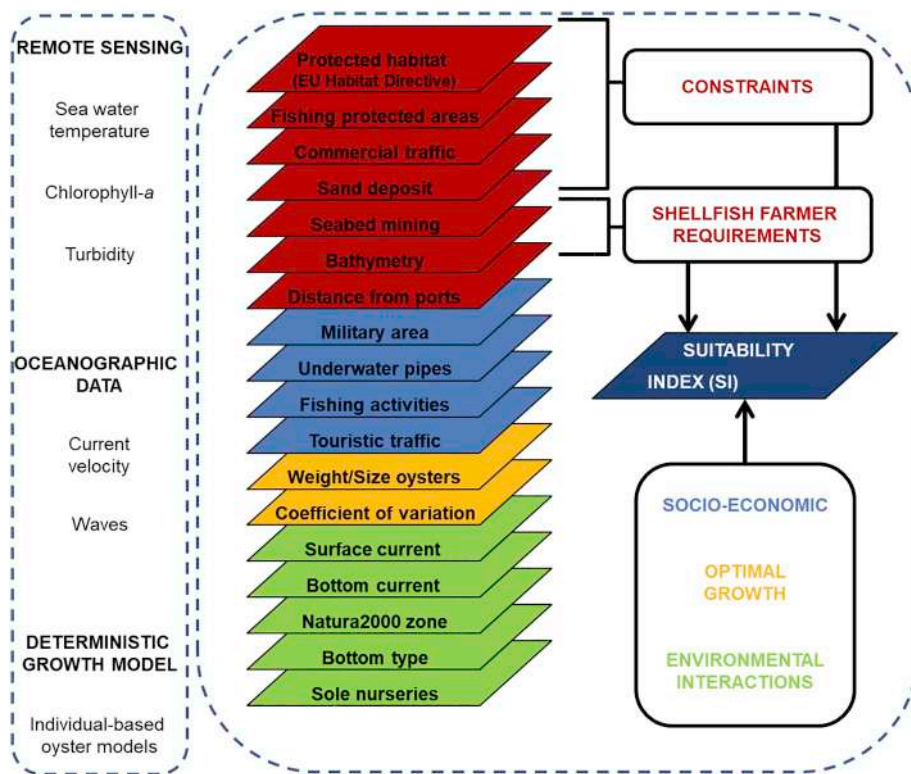 REMOTE SENSING
Sea water
temperature
Chlorophyll-a
Turbidity
OCEANOGRAPHIC
DATA
Current
velocity
Waves
DETERMINISTIC
GROWTH MODEL
Individual-based
oyster models
Protected habitat
(EU Habitat Directive)
Fishing protected areas
Commercial traffic
Sand deposit
Seabed mining
Bathymetry
Distance from ports
Military area
Underwater pipes
Fishing activities
Touristic traffic
Weight/Size oysters
Coefficient of variation
Surface current
Bottom current
Natura2000 zone
Bottom type
Sole nurseries
CONSTRAINTS
SHELLFISH FARMER
REQUIREMENTS
SUITABILITY
INDEX (SI)
SOCIO-ECONOMIC
OPTIMAL
GROWTH
ENVIRONMENTAL
INTERACTIONS